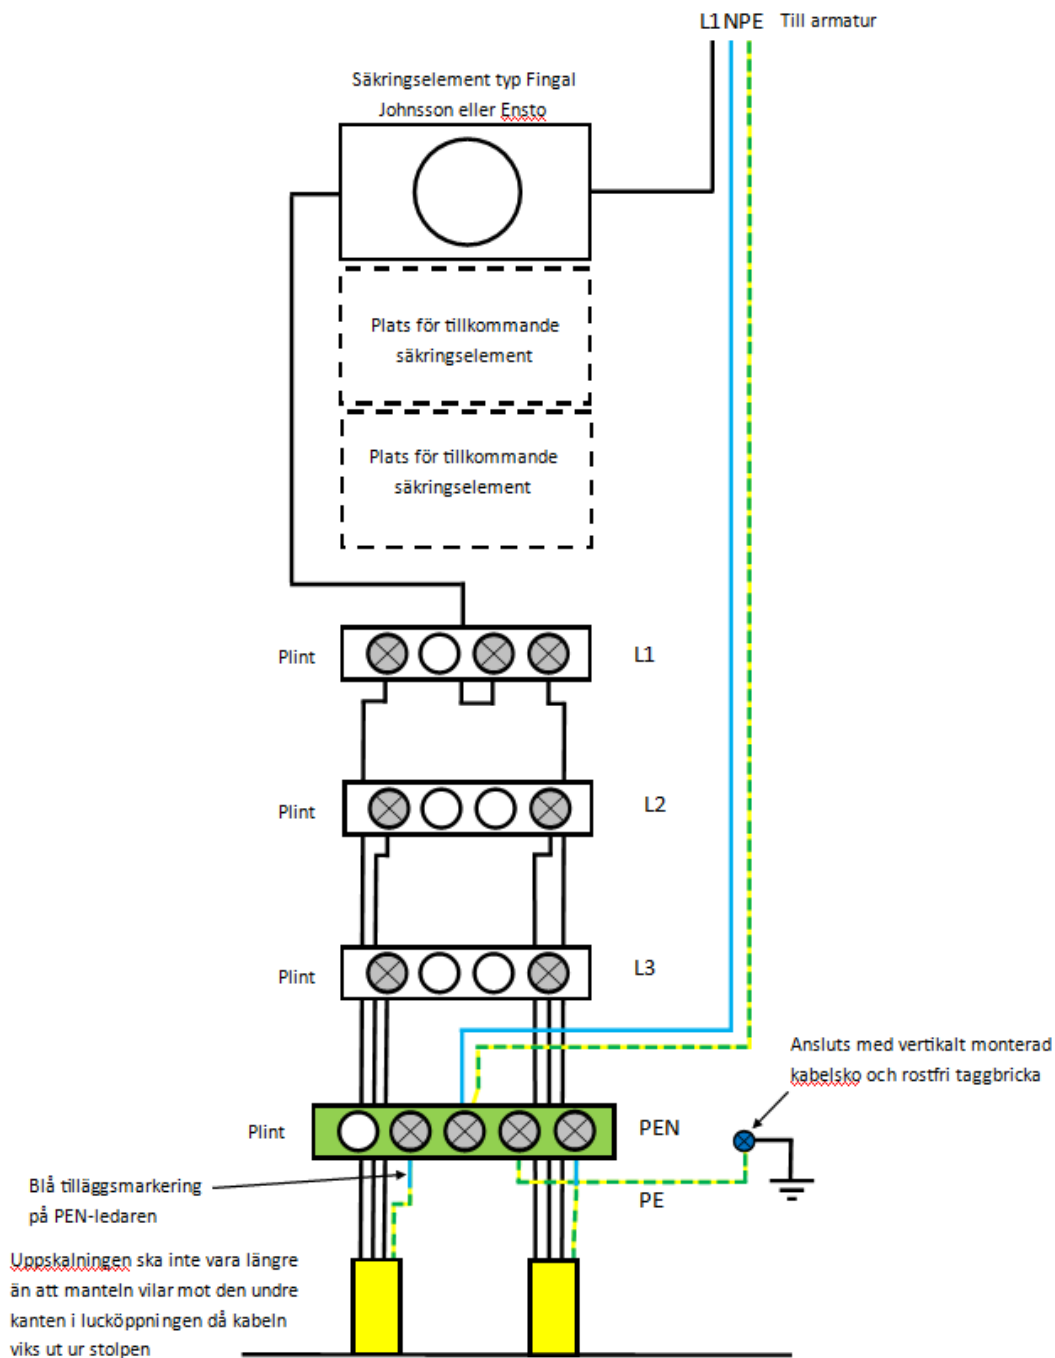 L1 N PE Till armatur
Säkringselement typ Fingal
Johnsson eller Ensto
Plats för tillkommande
säkringselement
Plats för tillkommande
säkringselement
Plint L1
Plint L2
Plint L3
Ansluts med vertikalt monterad
kabelsko och rostfri taggbricka
Plint PEN
PE
Blå tilläggsmarkering
på PEN-ledaren
Uppskalningen ska inte vara längre
än att manteln vilar mot den undre
kanten i lucköppningen då kabeln
viks ut ur stolpen